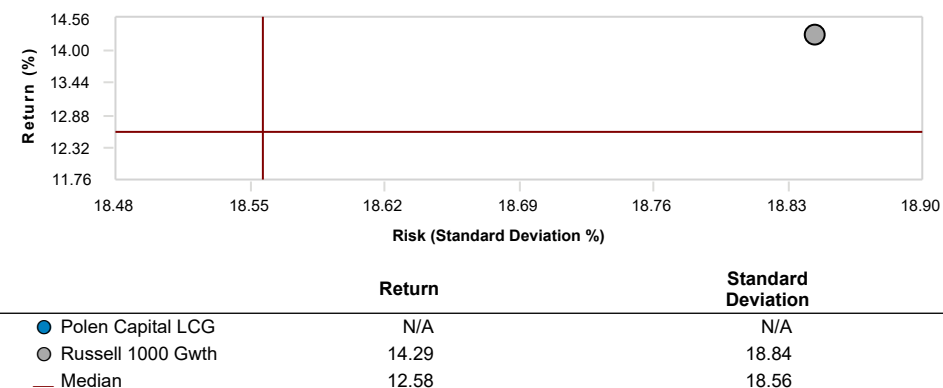 14.56
14.00
13.44
12.88
12.32
11.76
Return (%)
18.48 18.55 18.62 18.69 18.76 18.83 18.90
Risk (Standard Deviation %)
Return Standard Deviation
Polen Capital LCG N/A N/A
Russell 1000 Gwth 14.29 18.84
Median 12.58 18.56